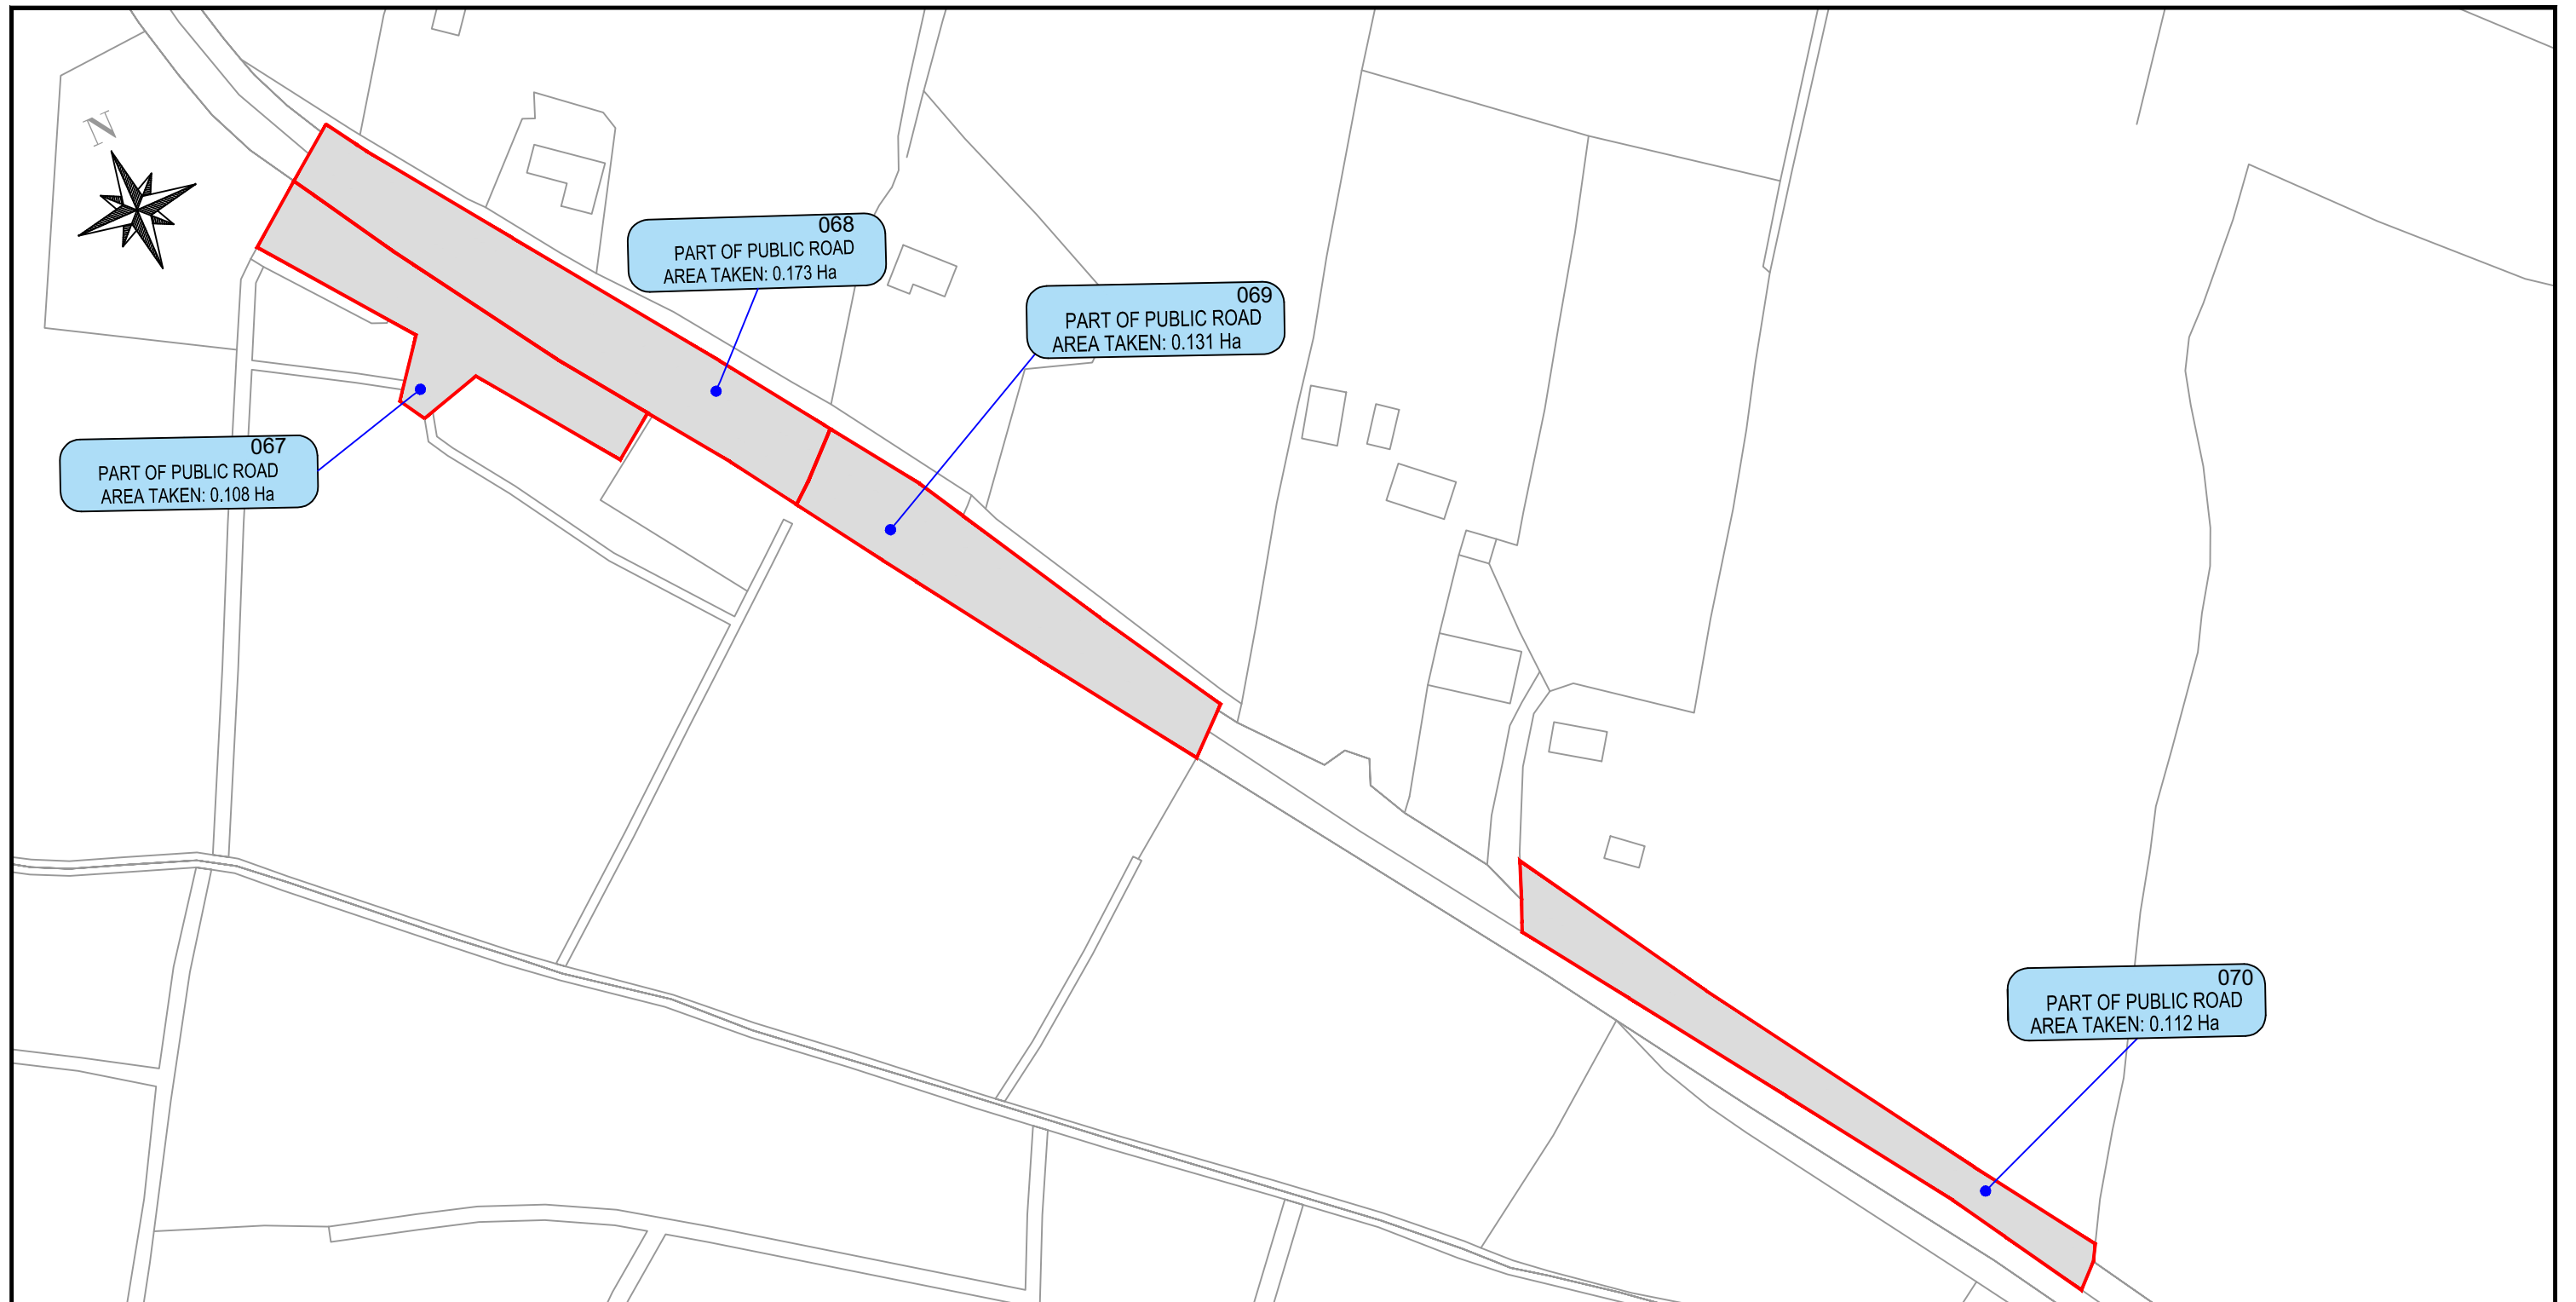 N
068
PART OF PUBLIC ROAD
AREA TAKEN: 0.173 Ha
069
PART OF PUBLIC ROAD
AREA TAKEN: 0.131 Ha
067
PART OF PUBLIC ROAD
AREA TAKEN: 0.108 Ha
070
PART OF PUBLIC ROAD
AREA TAKEN: 0.112 Ha